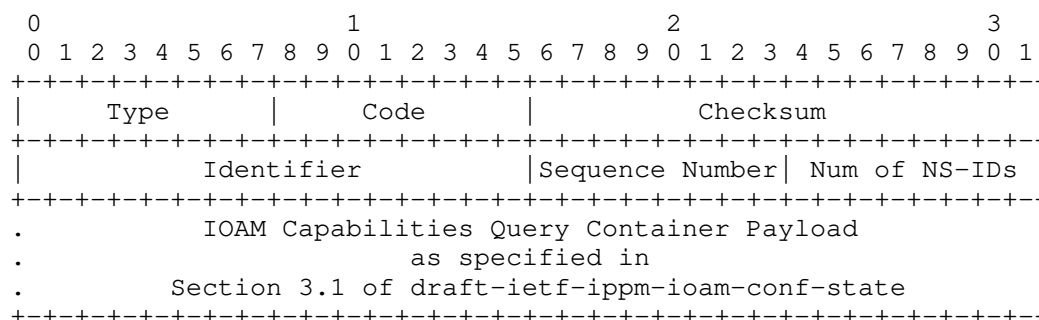 0                   1                   2                   3
 0 1 2 3 4 5 6 7 8 9 0 1 2 3 4 5 6 7 8 9 0 1 2 3 4 5 6 7 8 9 0 1
+-+-+-+-+-+-+-+-+-+-+-+-+-+-+-+-+-+-+-+-+-+-+-+-+-+-+-+-+-+-+-+-
|     Type      |     Code      |          Checksum
+-+-+-+-+-+-+-+-+-+-+-+-+-+-+-+-+-+-+-+-+-+-+-+-+-+-+-+-+-+-+-+-
|           Identifier          |Sequence Number| Num of NS-IDs
+-+-+-+-+-+-+-+-+-+-+-+-+-+-+-+-+-+-+-+-+-+-+-+-+-+-+-+-+-+-+-+-
.           IOAM Capabilities Query Container Payload
.                        as specified in
.         Section 3.1 of draft-ietf-ippm-ioam-conf-state
+-+-+-+-+-+-+-+-+-+-+-+-+-+-+-+-+-+-+-+-+-+-+-+-+-+-+-+-+-+-+-+-